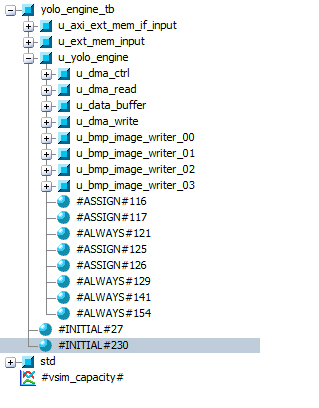 yolo_engine_tb
u_axi_ext_mem_if_input
u_ext_mem_input
u_yolo_engine
u_dma_ctrl
u_dma_read
u_data_buffer
u_dma_write
u_bmp_image_writer_00
u_bmp_image_writer_01
u_bmp_image_writer_02
u_bmp_image_writer_03
#ASSIGN#116
#ASSIGN#117
#ALWAYS#121
#ASSIGN#125
#ASSIGN#126
#ALWAYS#129
#ALWAYS#141
#ALWAYS#154
#INITIAL#27
#INITIAL#230
std
#vsim_capacity#